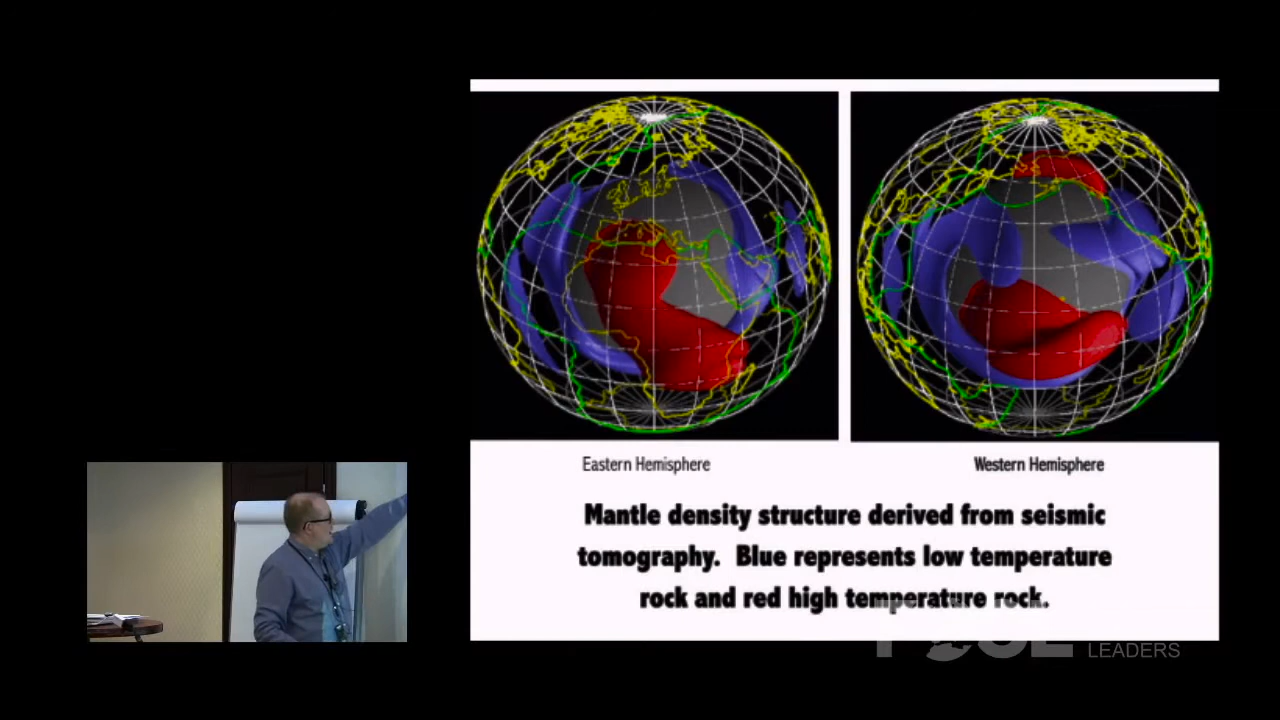 Eastern Hemisphere
Western Hemisphere
Mantle density structure derived from seismic
tomography. Blue represents low temperature
rock and red high temperature rock.
LEADERS